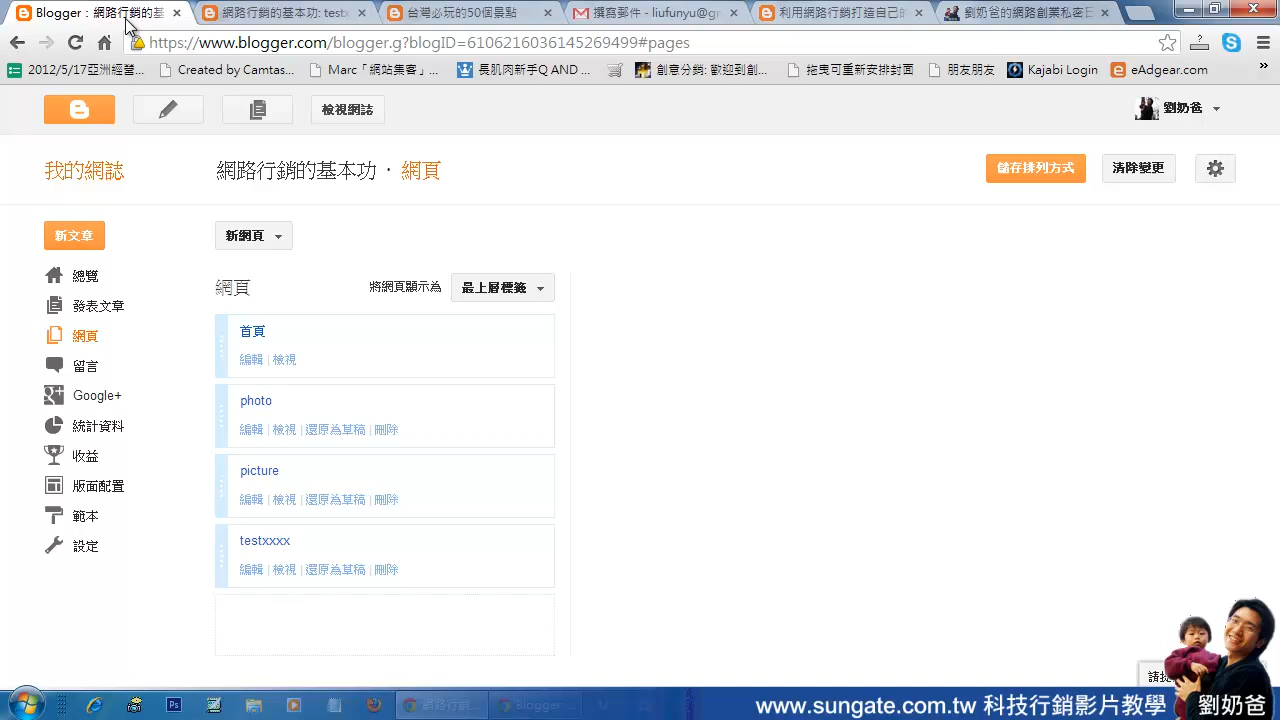 Blogger：網路行銷的基
網路行銷的基本功: testx
台灣必玩的50個景點
撰寫郵件 - liufunyu@g
利用網路行銷打造自己的
劉奶爸的網路創業私密日
https://www.blogger.com/blogger.g?blogID=6106216036145269499#pages
2012/5/17亞洲經營...
Created by Camtas...
Marc「網站集客」...
長肌肉新手Q AND...
創意分銷: 歡迎到創...
拖曳可重新安排封面
朋友朋友
Kajabi Login
eAdgear.com
檢視網誌
劉奶爸
我的網誌
網路行銷的基本功 · 網頁
儲存排列方式
清除變更
新文章
新網頁
總覽
發表文章
網頁
留言
Google+
統計資料
收益
版面配置
範本
設定
網頁
將網頁顯示為
最上層標籤
首頁
編輯 | 檢視
photo
編輯 | 檢視 | 還原為草稿 | 刪除
picture
編輯 | 檢視 | 還原為草稿 | 刪除
testxxxx
編輯 | 檢視 | 還原為草稿 | 刪除
網路行銷...
Blogger...
www.sungate.com.tw 科技行銷影片教學
劉奶爸